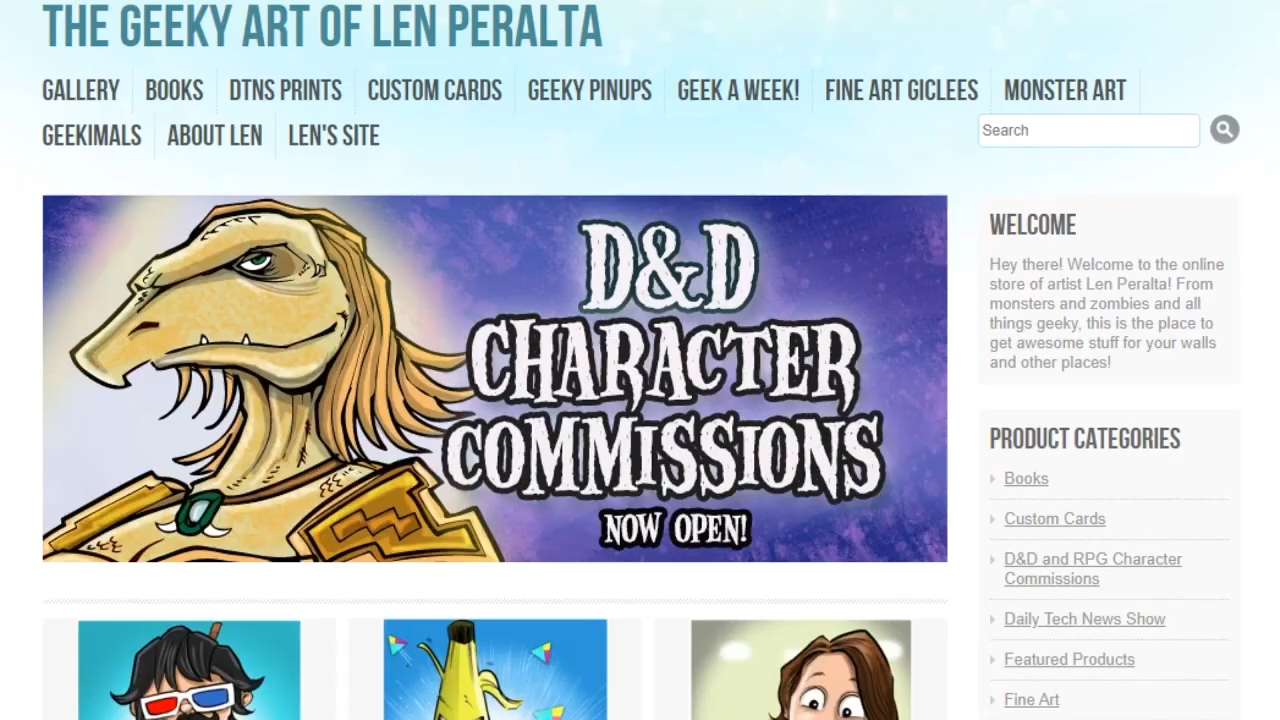 THE GEEKY ART OF LEN PERALTA
GALLERY BOOKS DTNS PRINTS CUSTOM CARDS GEEKY PINUPS GEEK A WEEK! FINE ART GICLEES MONSTER ART
GEEKIMALS ABOUT LEN LEN'S SITE
Search
D&D
CHARACTER
COMMISSIONS
NOW OPEN!
WELCOME
Hey there! Welcome to the online
store of artist Len Peralta! From
monsters and zombies and all
things geeky, this is the place to
get awesome stuff for your walls
and other places!
PRODUCT CATEGORIES
Books
Custom Cards
D&D and RPG Character
Commissions
Daily Tech News Show
Featured Products
Fine Art